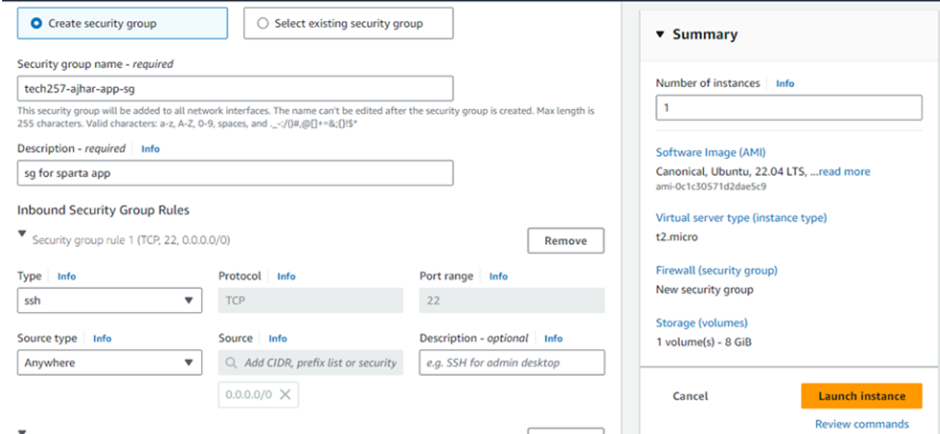 Create security group
Select existing security group
Security group name - required
tech257-ajhar-app-sg
This security group will be added to all network interfaces. The name can't be edited after the security group is created. Max length is
255 characters. Valid characters: a-z, A-Z, 0-9, spaces, and ._-:/()#,@[]+=&;{}!$*
Description - required Info
sg for sparta app
Inbound Security Group Rules
Security group rule 1 (TCP, 22, 0.0.0.0/0)
Remove
Type Info
Protocol Info
Port range Info
ssh
TCP
22
Source type Info
Source Info
Description - optional Info
Anywhere
Add CIDR, prefix list or security
e.g. SSH for admin desktop
0.0.0.0/0
Summary
Number of instances Info
1
Software Image (AMI)
Canonical, Ubuntu, 22.04 LTS, ...read more
ami-0c1c30571d2dae5c9
Virtual server type (instance type)
t2.micro
Firewall (security group)
New security group
Storage (volumes)
1 volume(s) - 8 GiB
Cancel
Launch instance
Review commands